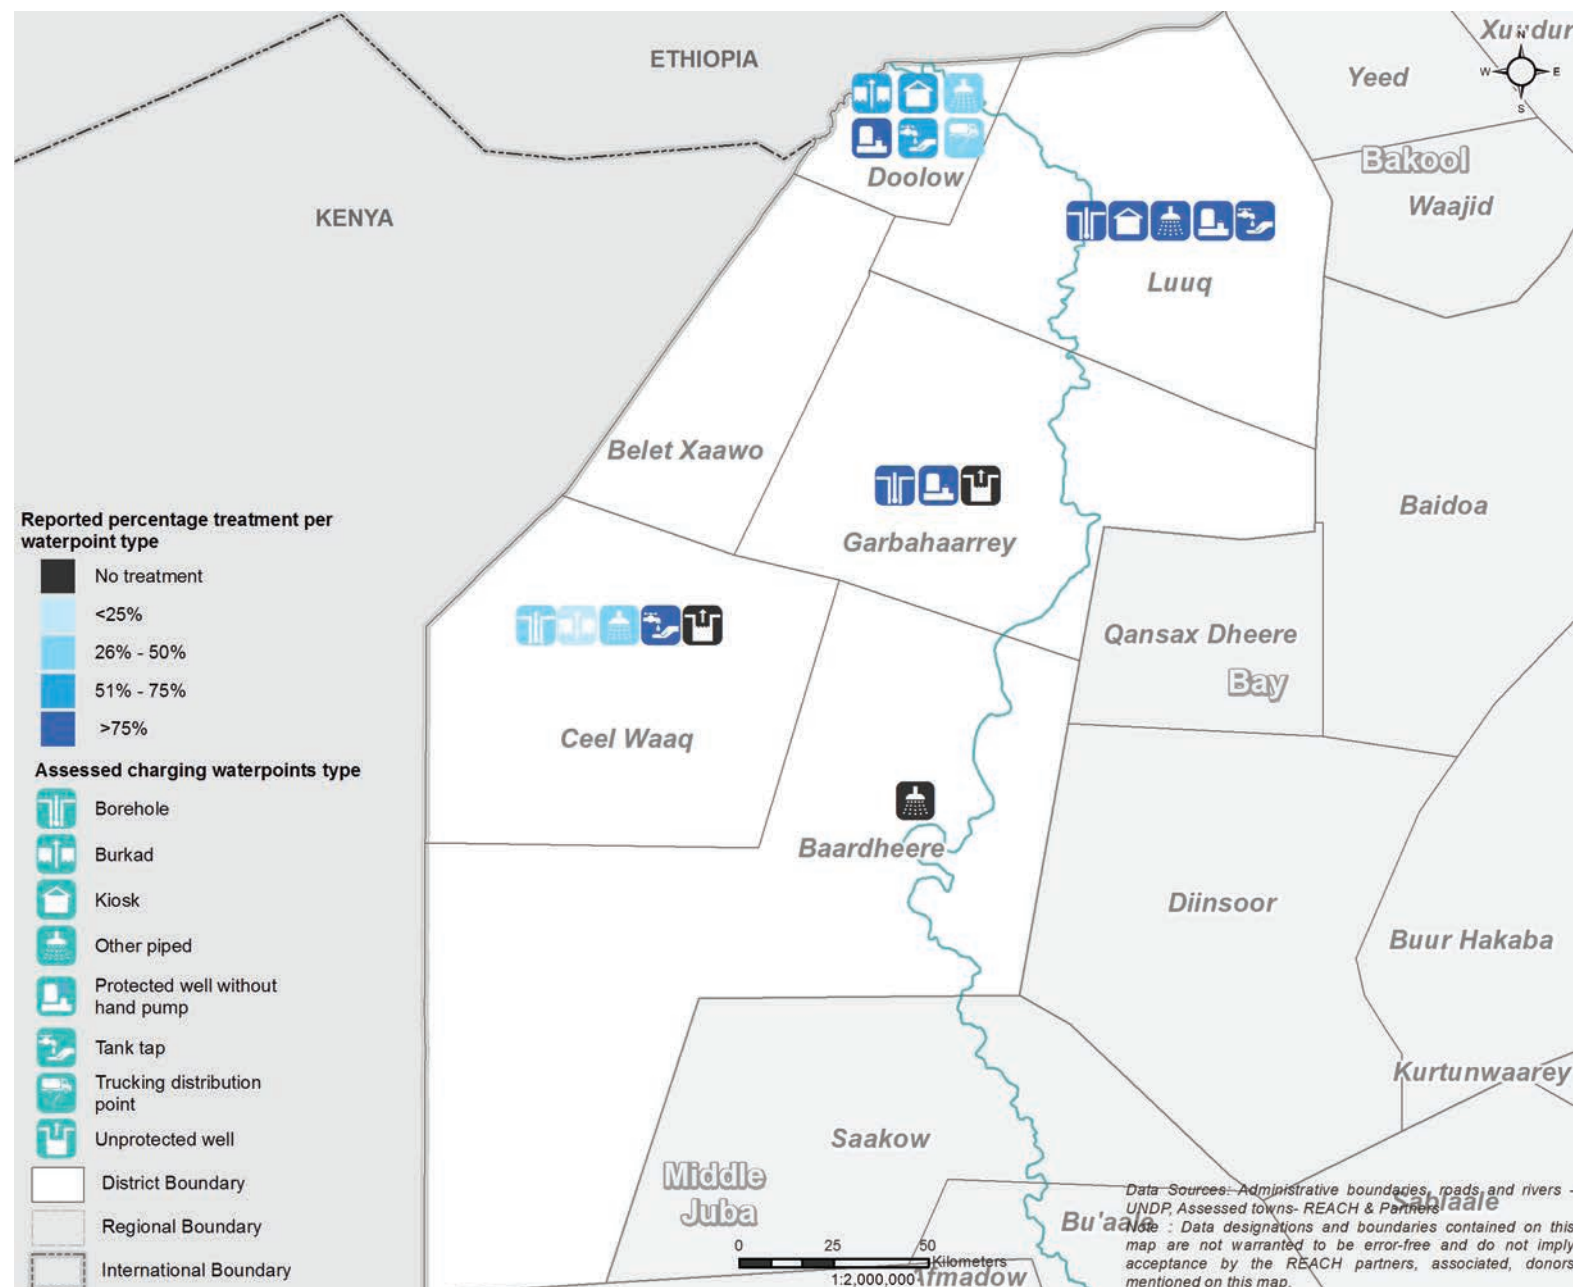 ETHIOPIA
Xuddur
N
W
E
S
Yeed
Bakool
Waajid
Doolow
KENYA
Luuq
Belet Xaawo
Baidoa
Garbahaarrey
Reported percentage treatment per
waterpoint type
No treatment
<25%
26% - 50%
51% - 75%
>75%
Qansax Dheere
Bay
Ceel Waaq
Assessed charging waterpoints type
Borehole
Burkad
Kiosk
Other piped
Protected well without
hand pump
Tank tap
Trucking distribution
point
Unprotected well
District Boundary
Regional Boundary
International Boundary
Baardheere
Diinsoor
Buur Hakaba
Kurtunwaarey
Saakow
Middle
Juba
Sablaale
Bu'aale
Afmadow
0 25 50
Kilometers
1:2,000,000
Data Sources: Administrative boundaries, roads and rivers -
UNDP, Assessed towns- REACH & Partners
Note : Data designations and boundaries contained on this
map are not warranted to be error-free and do not imply
acceptance by the REACH partners, associated, donors
mentioned on this map.